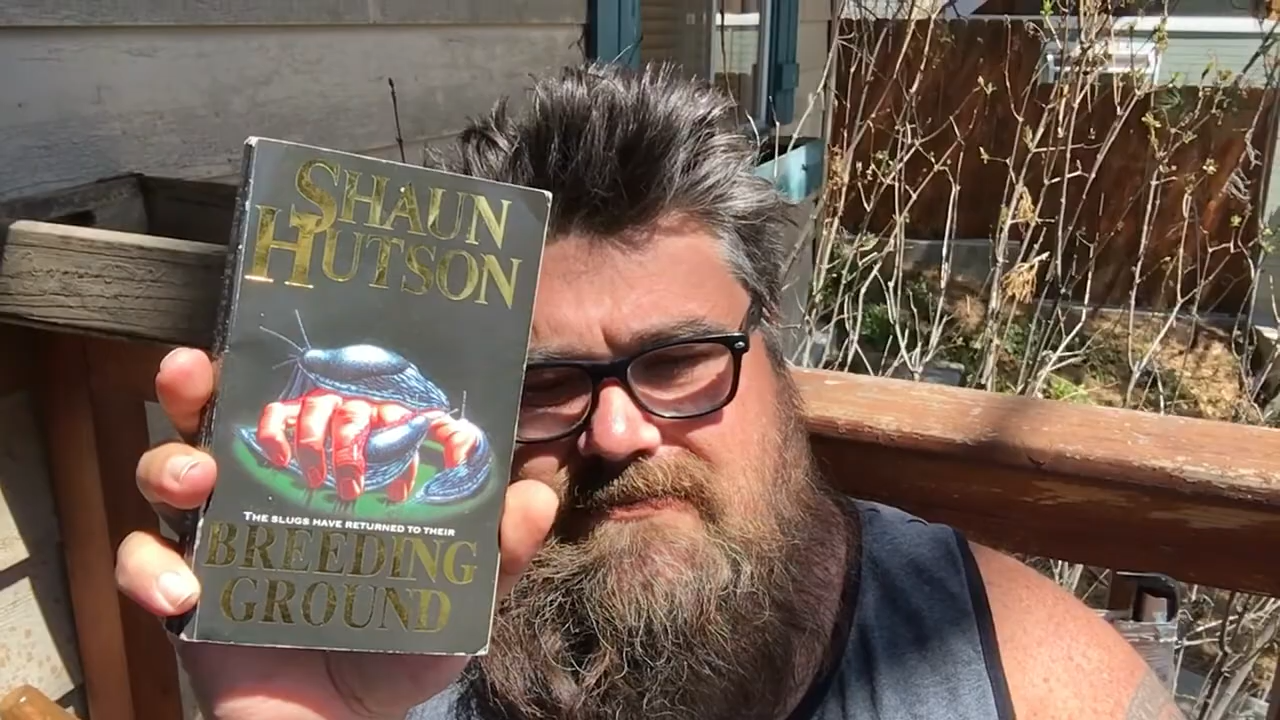 SHAUN
HUTSON
THE SLUGS HAVE RETURNED TO THEIR
BREEDING
GROUND